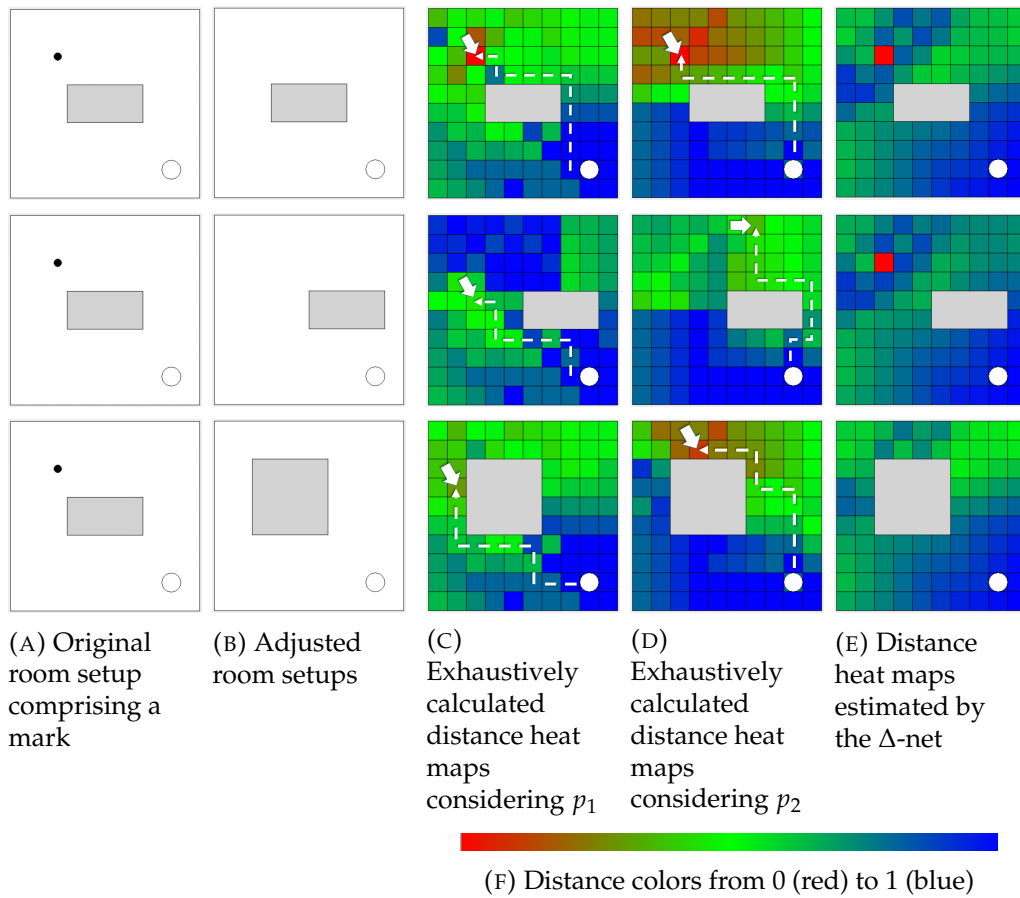 (A) Original
room setup
comprising a
mark
(B) Adjusted
room setups
(C)
Exhaustively
calculated
distance heat
maps
considering p₁
(D)
Exhaustively
calculated
distance heat
maps
considering p₂
(E) Distance
heat maps
estimated by
the Δ-net
(F) Distance colors from 0 (red) to 1 (blue)